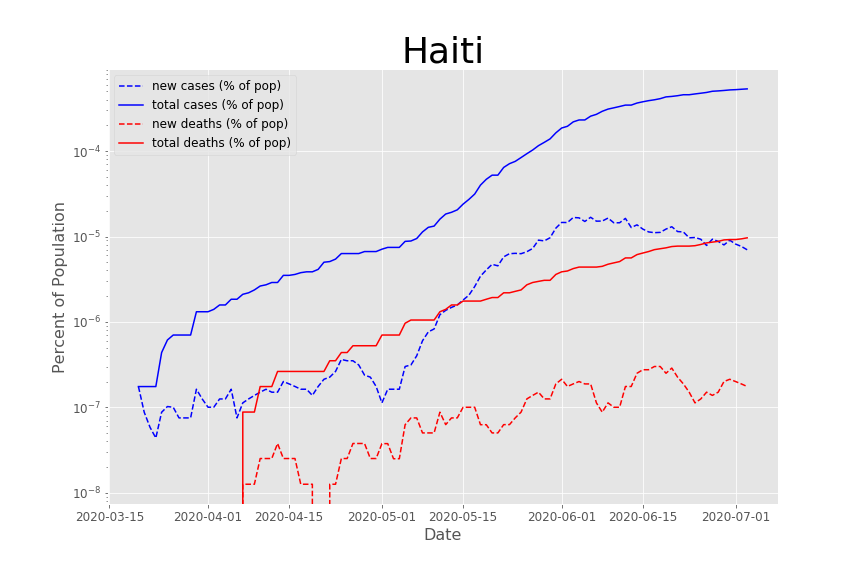 Haiti
new cases (% of pop)
total cases (% of pop)
new deaths (% of pop)
total deaths (% of pop)
Percent of Population
10⁻⁴
10⁻⁵
10⁻⁶
10⁻⁷
10⁻⁸
2020-03-15 2020-04-01 2020-04-15 2020-05-01 2020-05-15 2020-06-01 2020-06-15 2020-07-01
Date